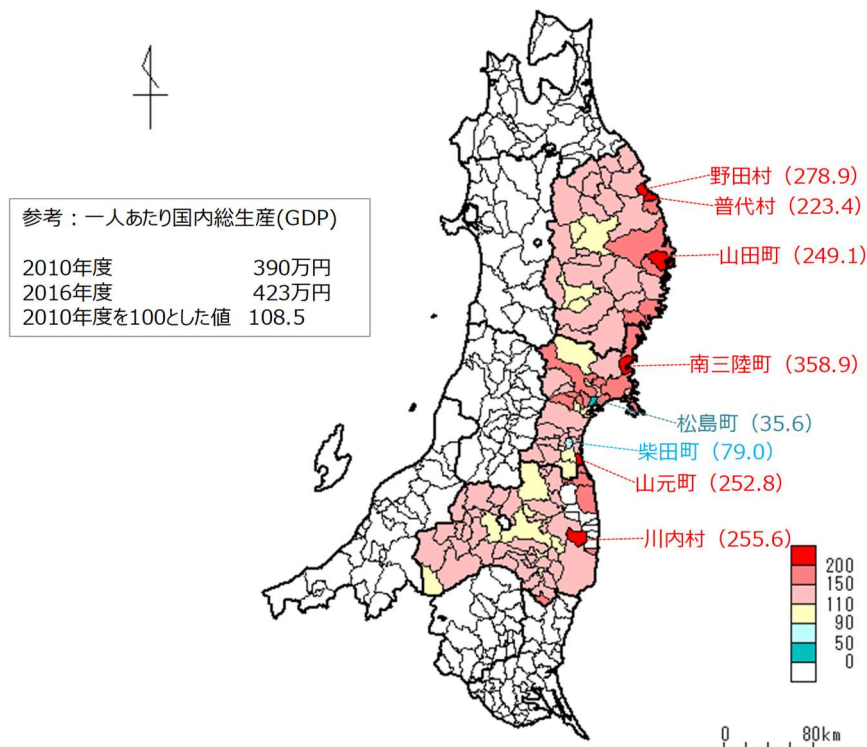 参考：一人あたり国内総生産(GDP)
2010年度 390万円
2016年度 423万円
2010年度を100とした値 108.5
野田村（278.9）
普代村（223.4）
山田町（249.1）
南三陸町（358.9）
松島町（35.6）
柴田町（79.0）
山元町（252.8）
川内村（255.6）
200
150
110
90
50
0
0 80km